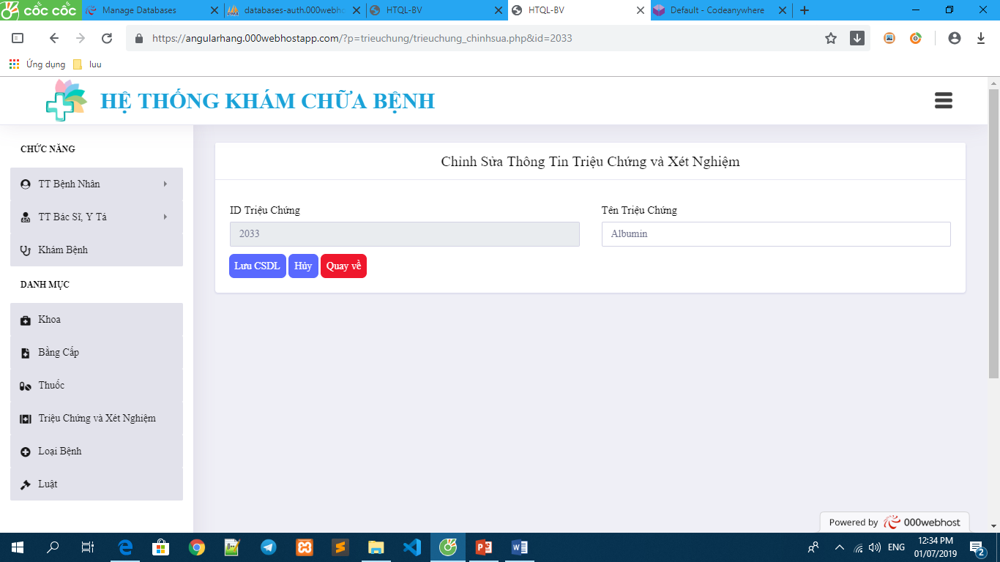 cốc cốc
Manage Databases
databases-auth.000webho
HTQL-BV
HTQL-BV
Default - Codeanywhere
https://angularhang.000webhostapp.com/?p=trieuchung/trieuchung_chinhsua.php&id=2033
Ứng dụng
luu
HỆ THỐNG KHÁM CHỮA BỆNH
CHỨC NĂNG
TT Bệnh Nhân
TT Bác Sĩ, Y Tá
Khám Bệnh
DANH MỤC
Khoa
Bằng Cấp
Thuốc
Triệu Chứng và Xét Nghiệm
Loại Bệnh
Luật
Chỉnh Sửa Thông Tin Triệu Chứng và Xét Nghiệm
ID Triệu Chứng
2033
Tên Triệu Chứng
Albumin
Lưu CSDL
Hủy
Quay về
Powered by 000webhost
ENG
12:34 PM
01/07/2019
2